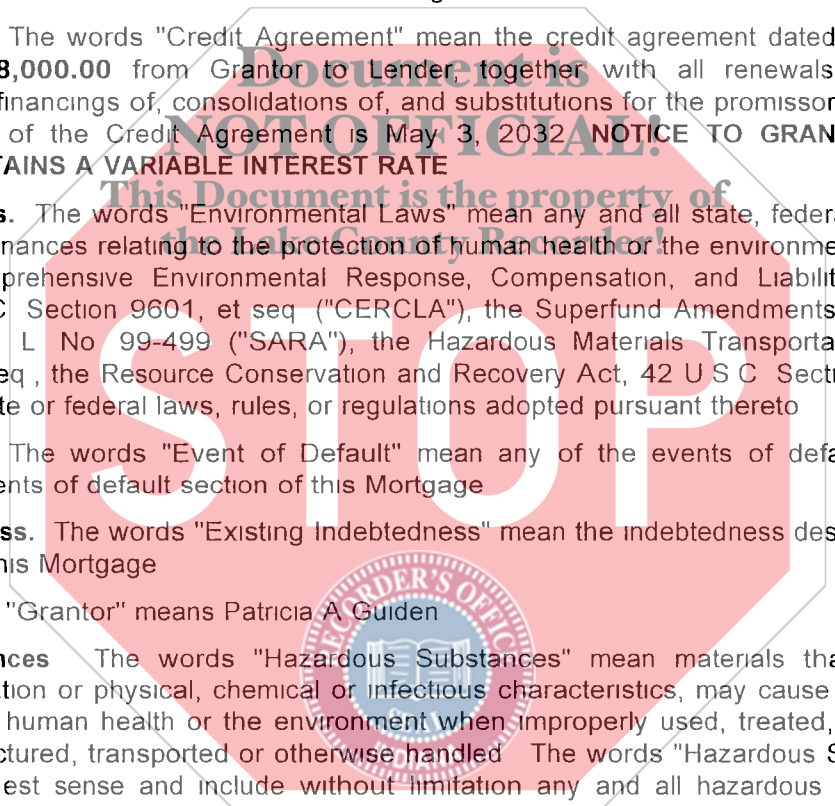 The words "Credit Agreement" mean the credit agreement dated
8,000.00 from Grantor to Lender, together with all renewals
financings of, consolidations of, and substitutions for the promissor
of the Credit Agreement is May 3, 2032 NOTICE TO GRAN
TAINS A VARIABLE INTEREST RATE
Document is
NOT OFFICIAL!
This Document is the property of
the Lake County Recorder!
s. The words "Environmental Laws" mean any and all state, federa
nances relating to the protection of human health or the environme
prehensive Environmental Response, Compensation, and Liabilit
C Section 9601, et seq ("CERCLA"), the Superfund Amendments
L No 99-499 ("SARA"), the Hazardous Materials Transporta
eq , the Resource Conservation and Recovery Act, 42 U S C Secti
te or federal laws, rules, or regulations adopted pursuant thereto
STOP
The words "Event of Default" mean any of the events of defa
ents of default section of this Mortgage
ss. The words "Existing Indebtedness" mean the indebtedness des
his Mortgage
"Grantor" means Patricia A Guiden
RECORDER'S OFFICE
SEAL
INDIANA
nces The words "Hazardous Substances" mean materials tha
tion or physical, chemical or infectious characteristics, may cause
human health or the environment when improperly used, treated,
ctured, transported or otherwise handled The words "Hazardous S
est sense and include without limitation any and all hazardous